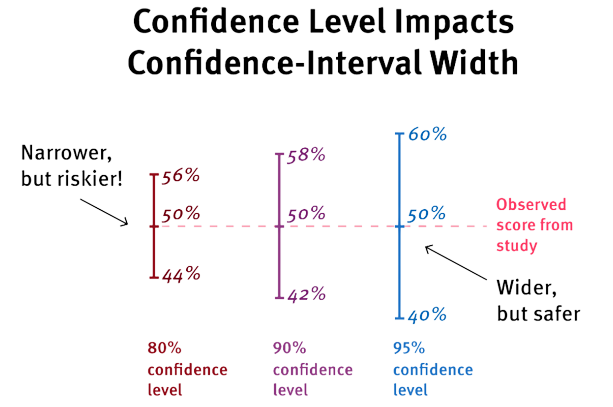 Confidence Level Impacts
Confidence-Interval Width
Narrower,
but riskier!
56%
50%
44%
58%
50%
42%
60%
50%
40%
Observed
score from
study
Wider,
but safer
80%
confidence
level
90%
confidence
level
95%
confidence
level